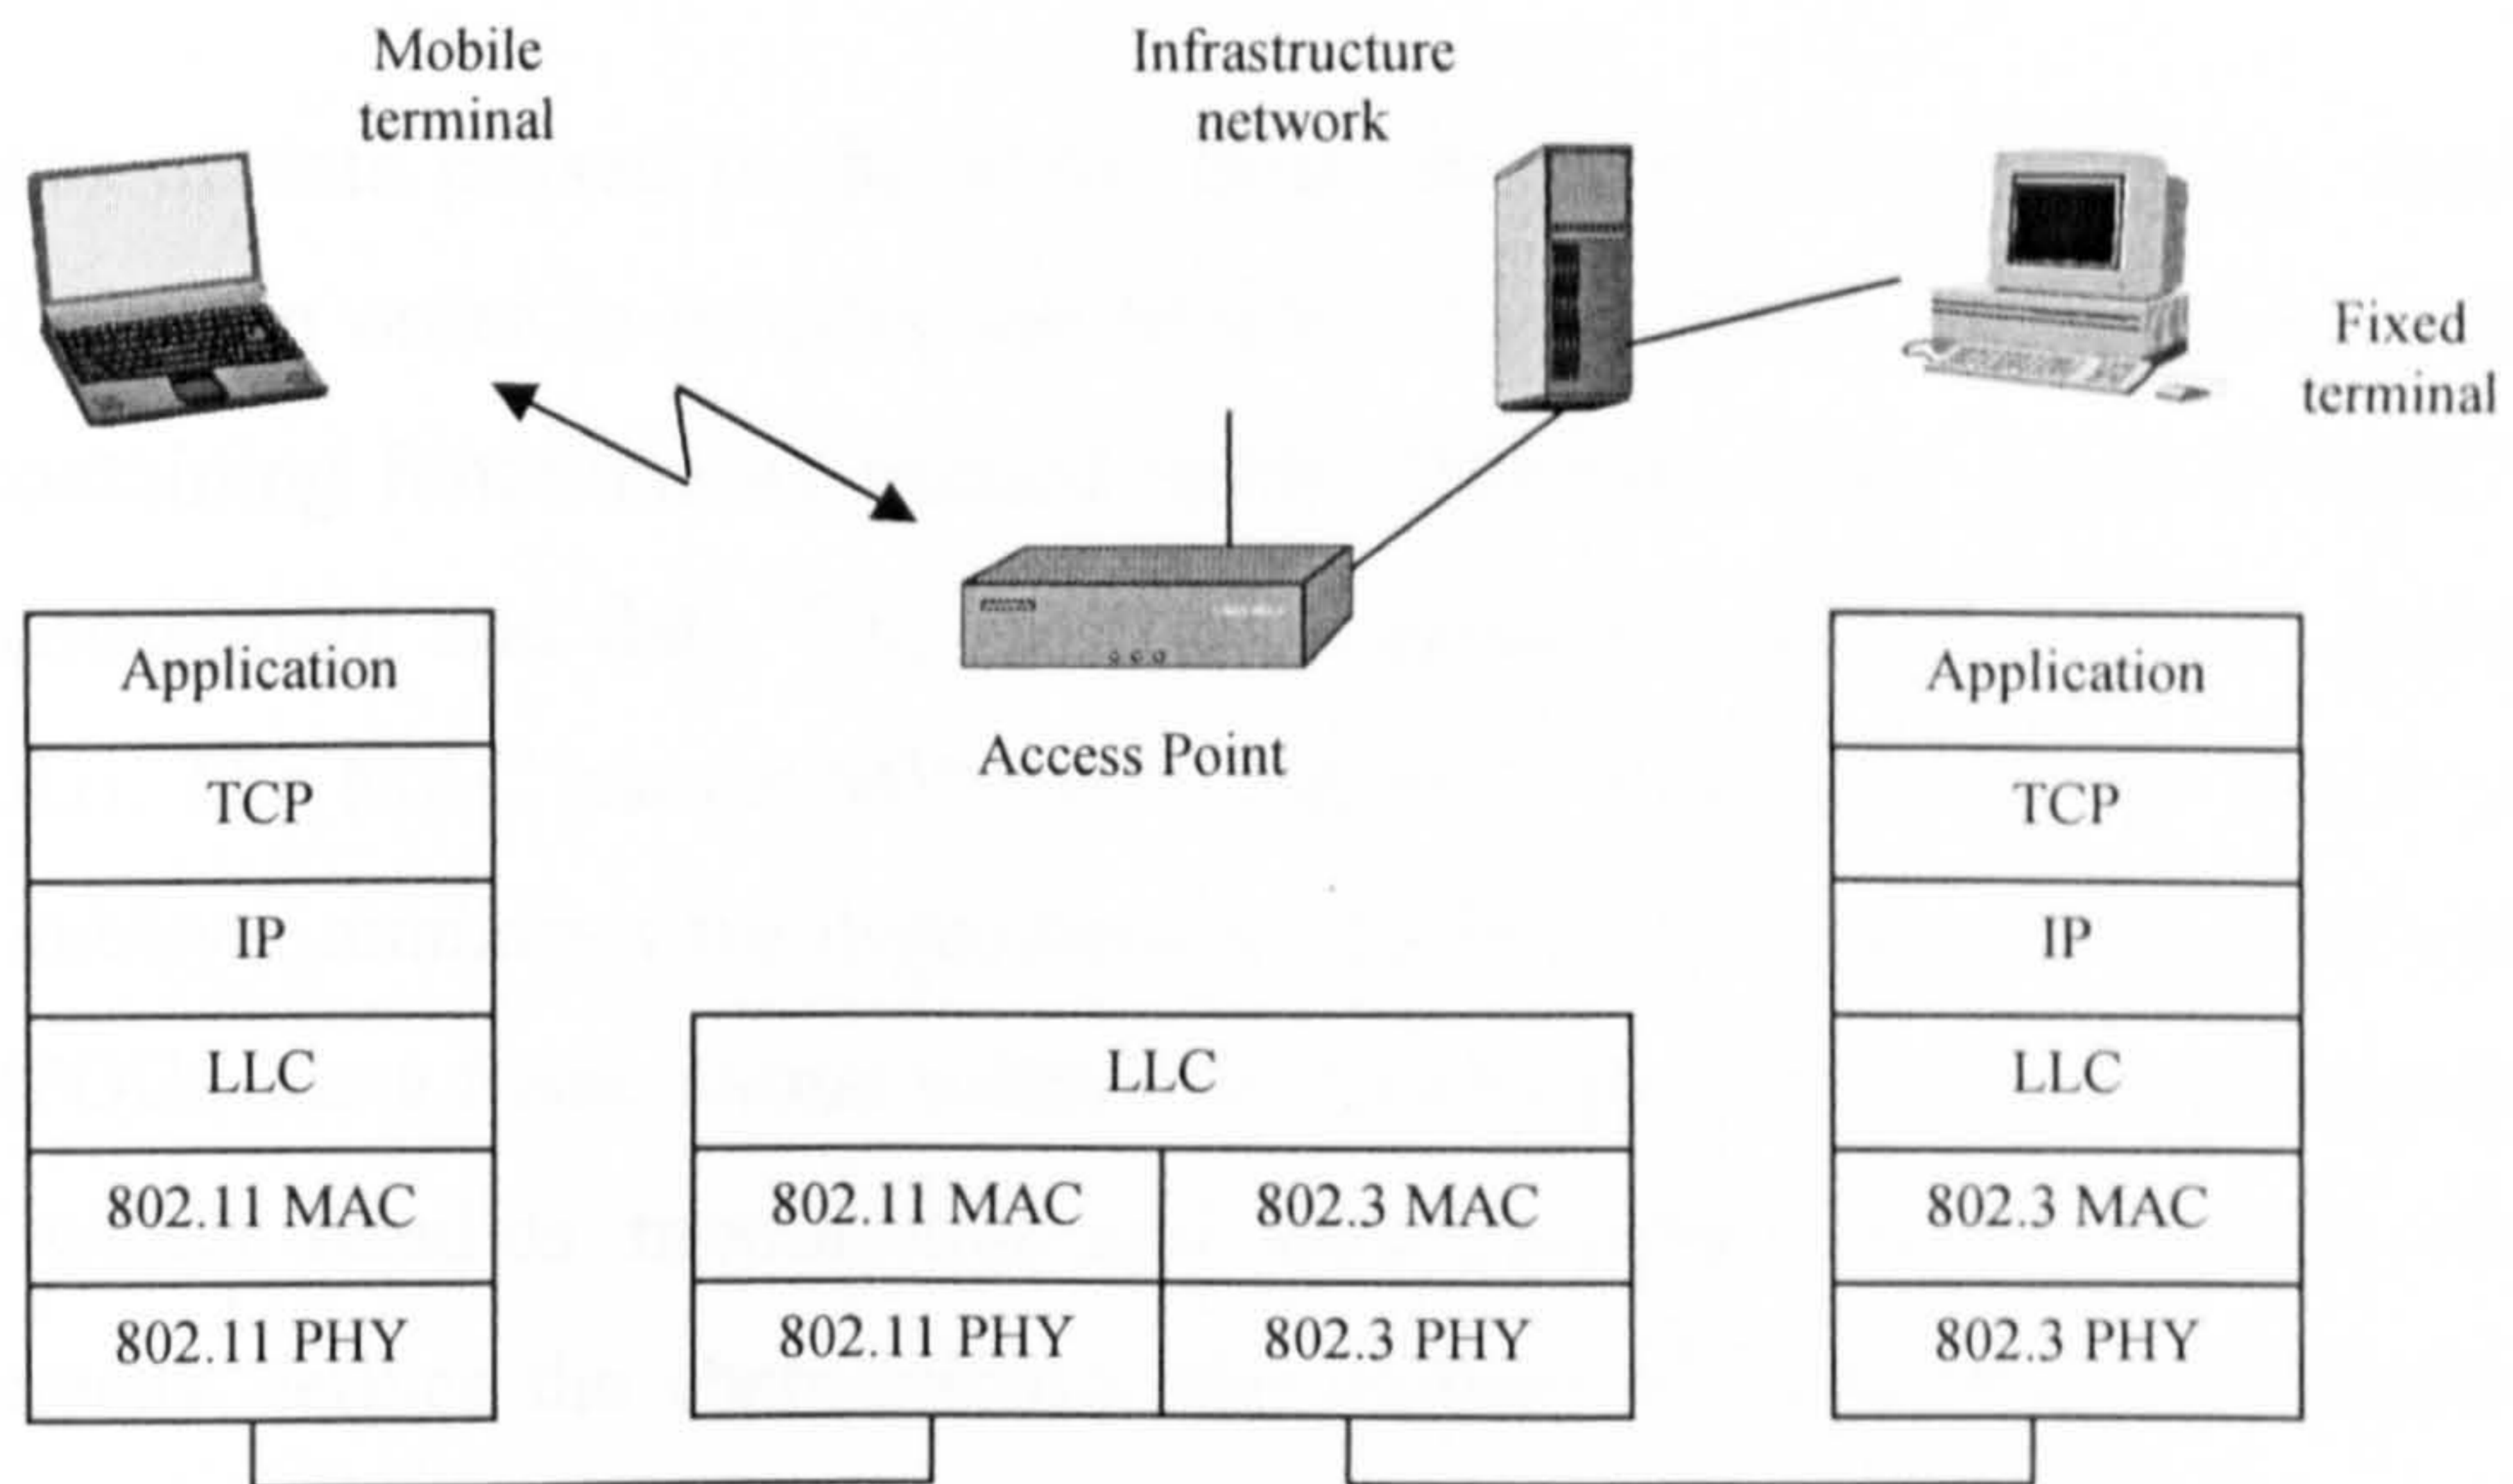 Mobile
terminal
Infrastructure
network
Fixed
terminal
Access Point
Application
TCP
IP
LLC
802.11 MAC
802.11 PHY
LLC
802.11 MAC
802.3 MAC
802.11 PHY
802.3 PHY
Application
TCP
IP
LLC
802.3 MAC
802.3 PHY